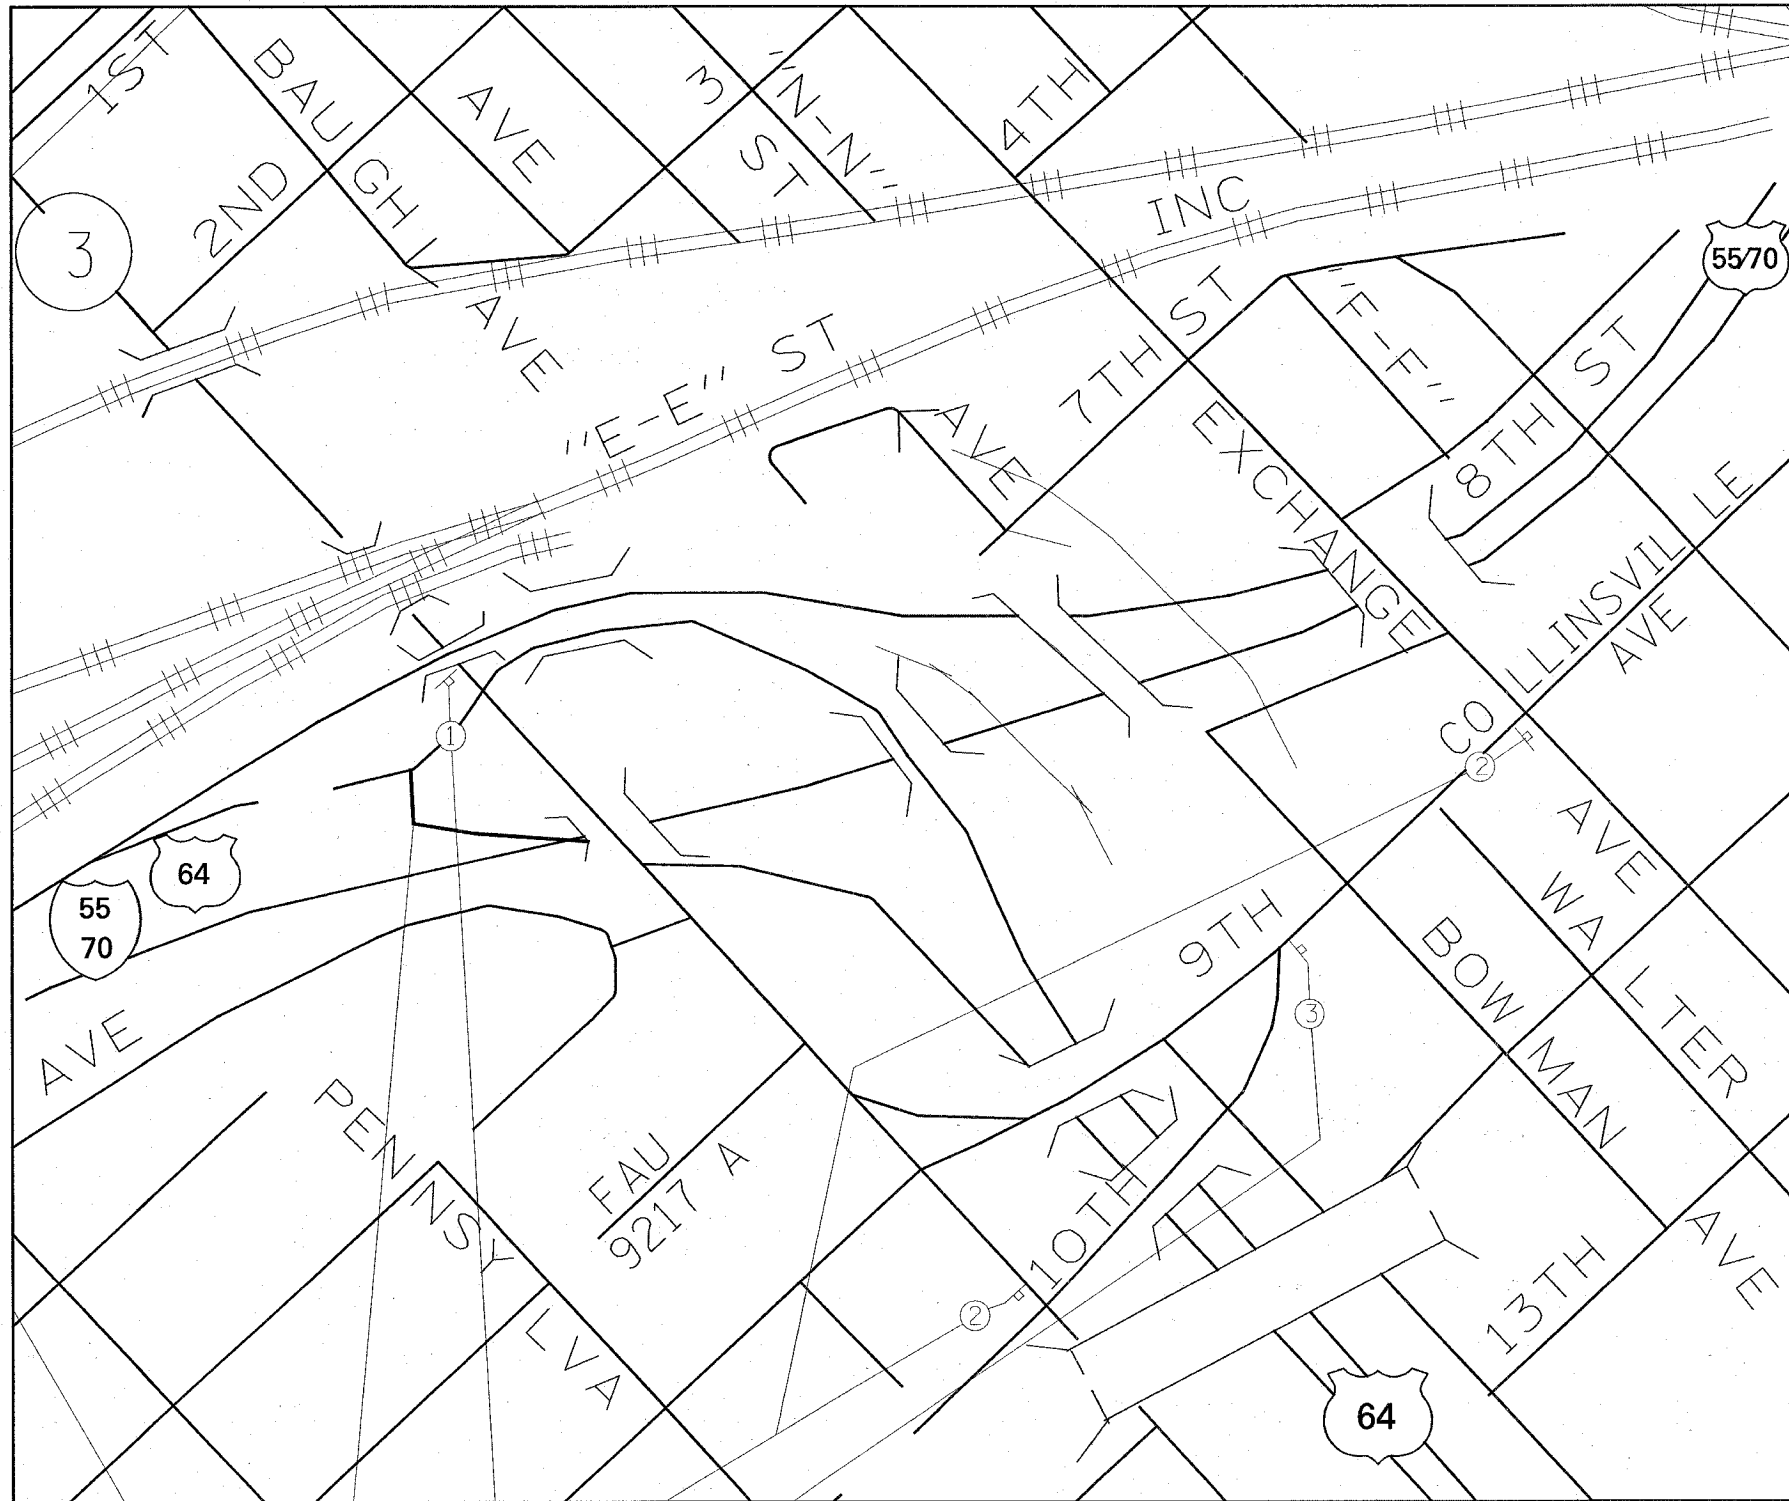 1ST
BAUGH
AVE
3
"N-N"
ST
4TH
2ND
INC
3
55/70
AVE
"E-E" ST
7TH ST
"F-F"
8TH ST
AVE
EXCHANGE
COLLINSVILLE
AVE
1
2
64
55
70
AVE
9TH
WALTER
BOWMAN
3
AVE
PENNSYLVA
FAU
9217 A
10TH
AVE
2
13TH
64